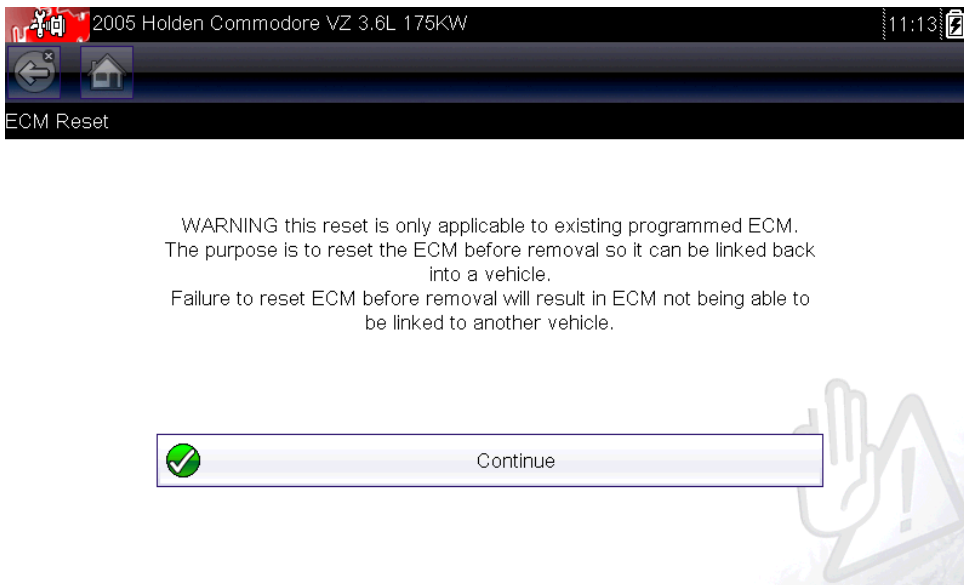 2005 Holden Commodore VZ 3.6L 175KW
11:13
ECM Reset
WARNING this reset is only applicable to existing programmed ECM.
The purpose is to reset the ECM before removal so it can be linked back
into a vehicle.
Failure to reset ECM before removal will result in ECM not being able to
be linked to another vehicle.
Continue